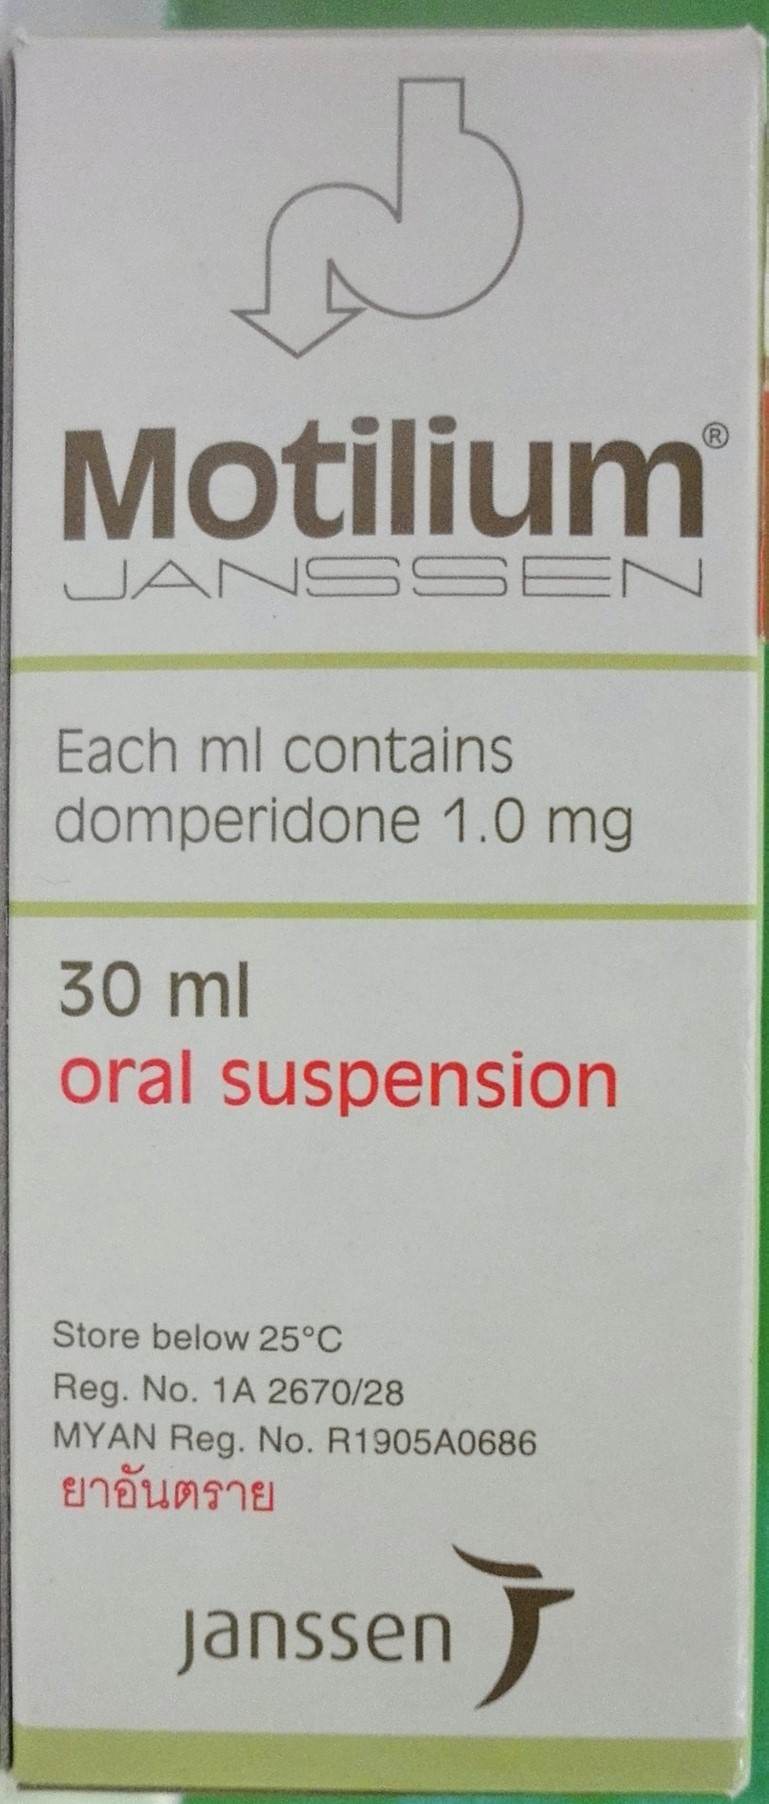 Motilium®
JANSSEN
Each ml contains
domperidone 1.0 mg
30 ml
oral suspension
Store below 25°C
Reg. No. 1A 2670/28
MYAN Reg. No. R1905A0686
ยาอันตราย
janssen